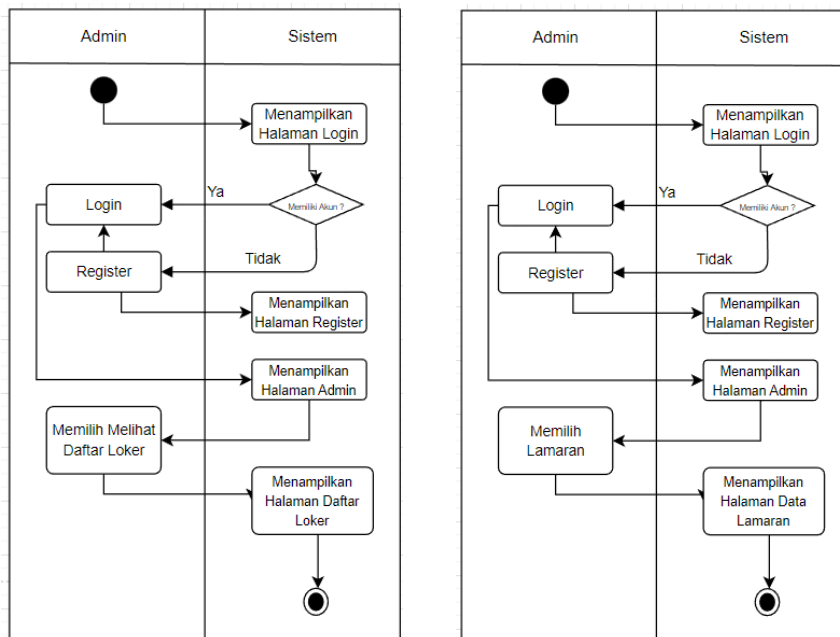 Admin
Sistem
Menampilkan
Halaman Login
Ya
Memiliki Akun ?
Login
Tidak
Register
Menampilkan
Halaman Register
Menampilkan
Halaman Admin
Memilih Melihat
Daftar Loker
Menampilkan
Halaman Daftar
Loker
Admin
Sistem
Menampilkan
Halaman Login
Ya
Memiliki Akun ?
Login
Tidak
Register
Menampilkan
Halaman Register
Menampilkan
Halaman Admin
Memilih
Lamaran
Menampilkan
Halaman Data
Lamaran